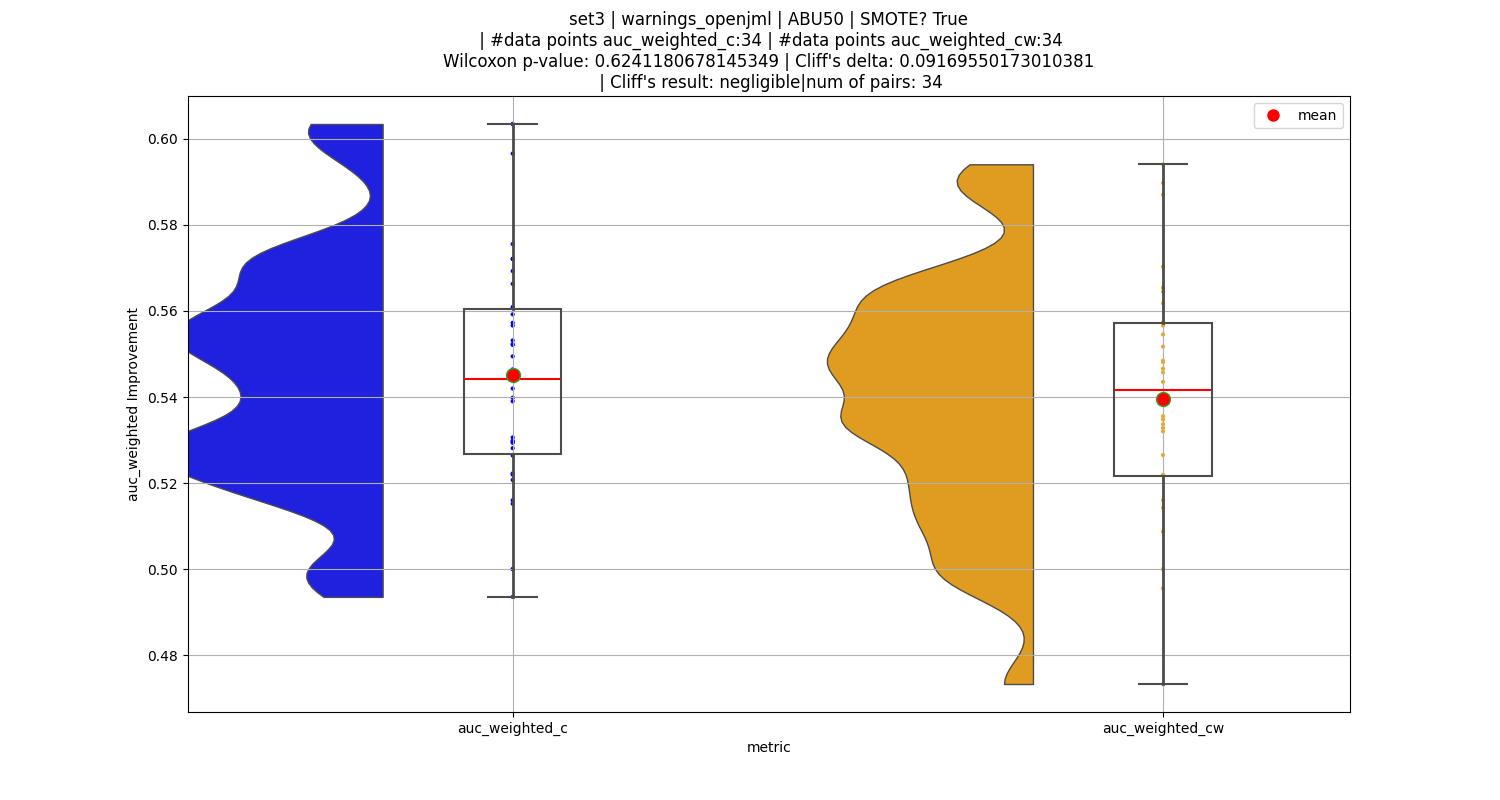 set3 | warnings_openjml | ABU50 | SMOTE? True
| #data points auc_weighted_c:34 | #data points auc_weighted_cw:34
Wilcoxon p-value: 0.6241180678145349 | Cliff's delta: 0.09169550173010381
| Cliff's result: negligible|num of pairs: 34
mean
0.60
0.58
0.56
0.54
0.52
0.50
0.48
auc_weighted Improvement
auc_weighted_c
auc_weighted_cw
metric